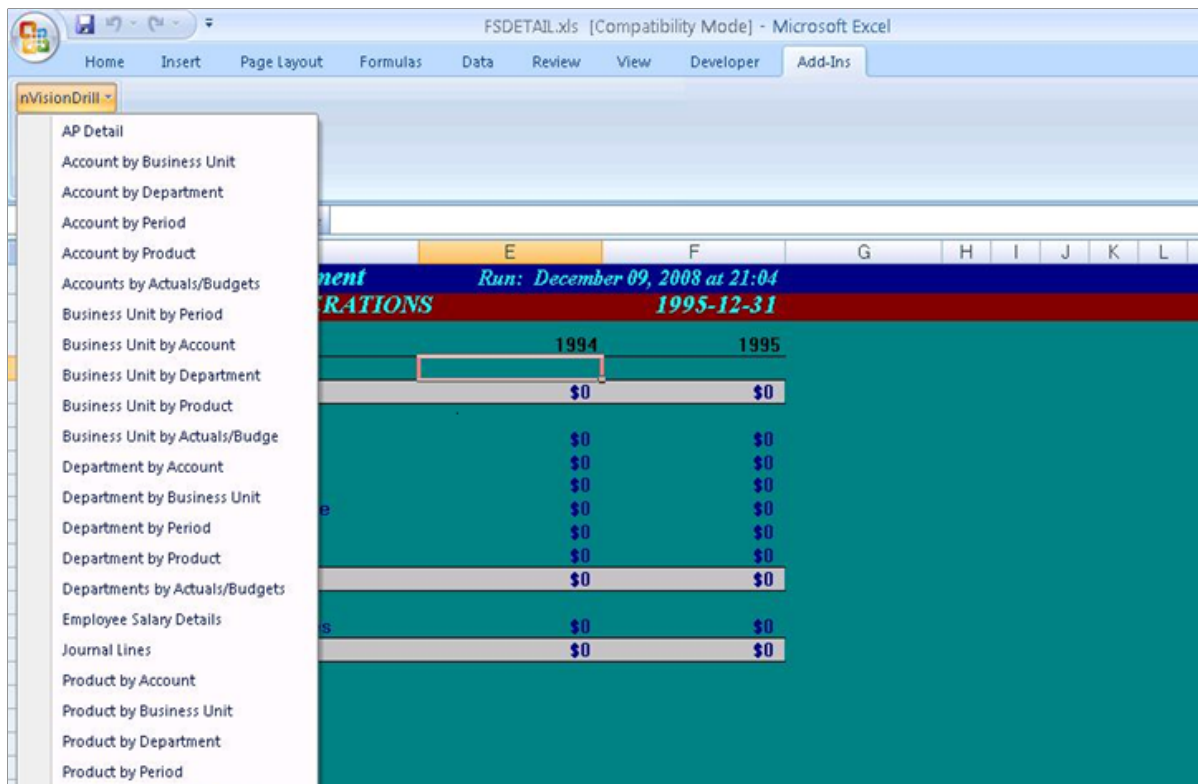 FSDETAIL.xls [Compatibility Mode] - Microsoft Excel
Home Insert Page Layout Formulas Data Review View Developer Add-Ins
nVisionDrill
AP Detail
Account by Business Unit
Account by Department
Account by Period
Account by Product
Accounts by Actuals/Budgets
Business Unit by Period
Business Unit by Account
Business Unit by Department
Business Unit by Product
Business Unit by Actuals/Budge
Department by Account
Department by Business Unit
Department by Period
Department by Product
Departments by Actuals/Budgets
Employee Salary Details
Journal Lines
Product by Account
Product by Business Unit
Product by Department
Product by Period
E F G H I J K L
ment Run: December 09, 2008 at 21:04
RATIONS 1995-12-31
1994 1995
$0 $0
$0 $0
$0 $0
$0 $0
e $0 $0
$0 $0
$0 $0
$0 $0
s $0 $0
$0 $0